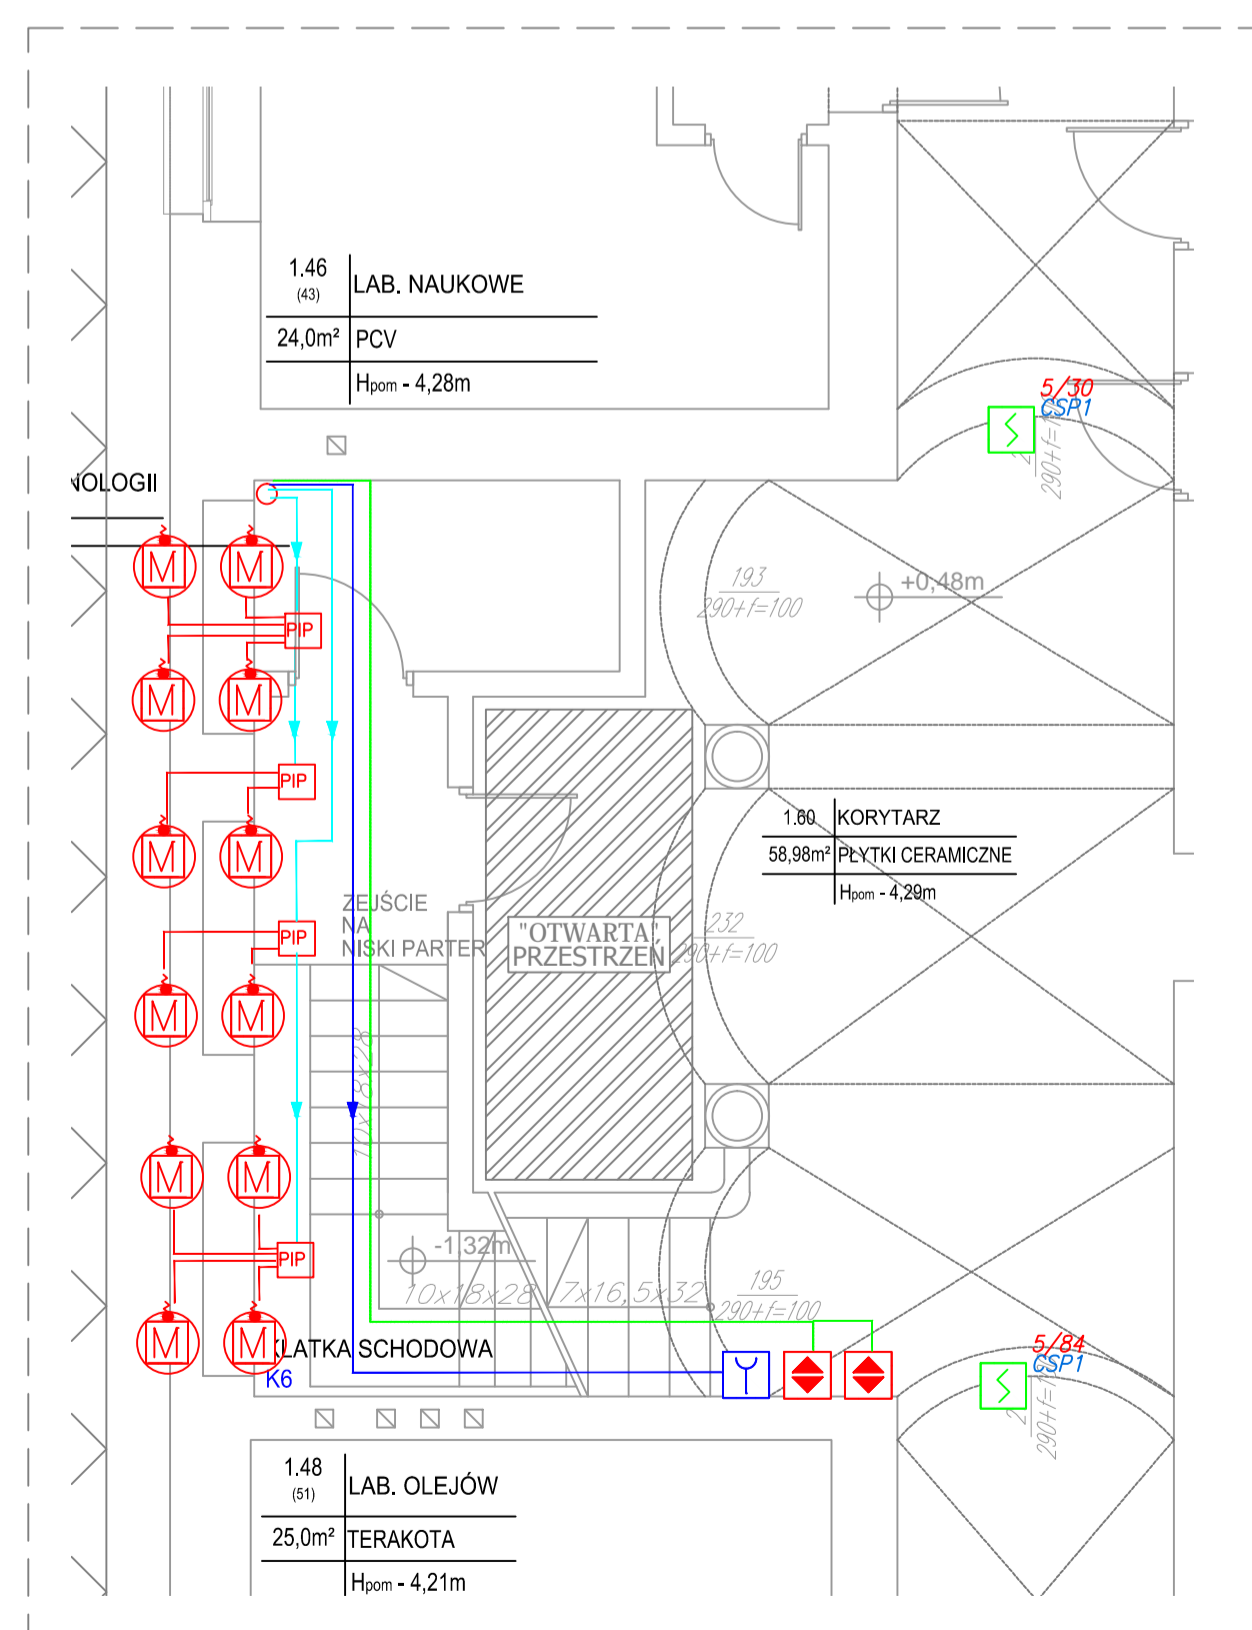 1.46
(43)
LAB. NAUKOWE
24,0m²
PCV
Hpom - 4,28m
5/30
CSP1
290+f=1
NOLOGII
M
M
193
290+f=100
+0,48m
PIP
M
M
PIP
1.60
KORYTARZ
58,98m²
PŁYTKI CERAMICZNE
Hpom - 4,29m
M
M
ZEJŚCIE
NA
NISKI PARTER
PIP
"OTWARTA"
PRZESTRZEŃ
232
290+f=100
M
M
10x18x28
M
M
-1,32m
PIP
10x18x28
7x16,5x32
195
290+f=100
M
M
KLATKA SCHODOWA
K6
5/84
CSP1
290+f=100
1.48
(51)
LAB. OLEJÓW
25,0m²
TERAKOTA
Hpom - 4,21m